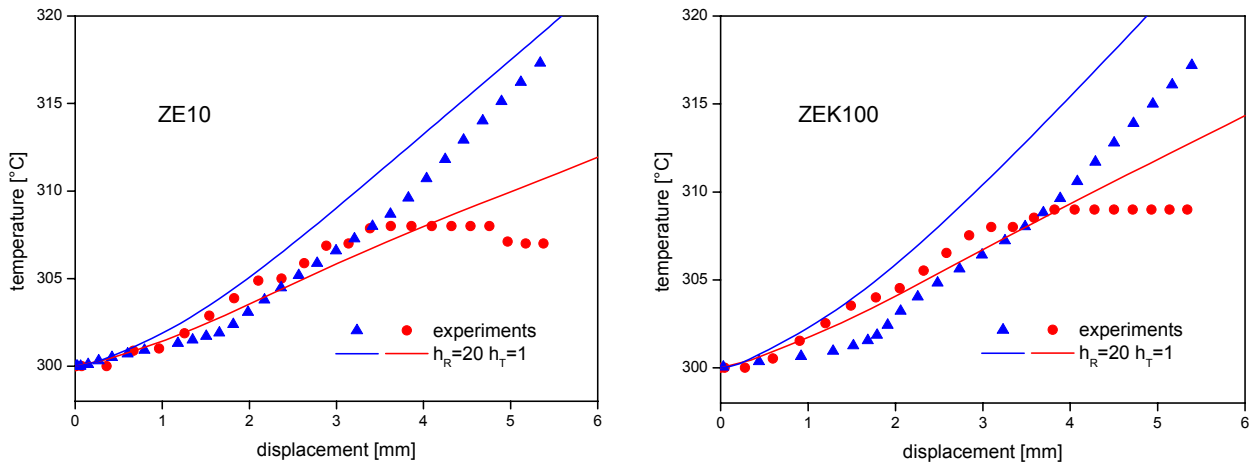 320
315
310
305
300
temperature [°C]
ZE10
experiments
h_R=20 h_T=1
0 1 2 3 4 5 6
displacement [mm]
320
315
310
305
300
temperature [°C]
ZEK100
experiments
h_R=20 h_T=1
0 1 2 3 4 5 6
displacement [mm]